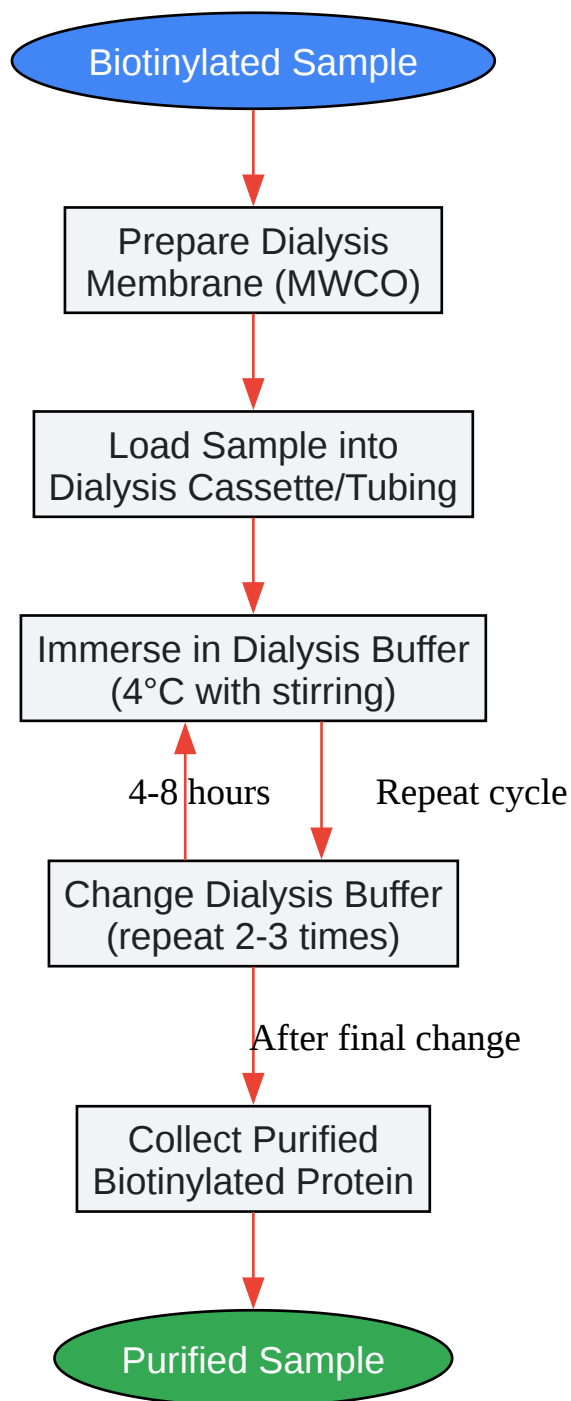 Biotinylated Sample
Prepare Dialysis
Membrane (MWCO)
Load Sample into
Dialysis Cassette/Tubing
Immerse in Dialysis Buffer
(4°C with stirring)
4-8 hours
Repeat cycle
Change Dialysis Buffer
(repeat 2-3 times)
After final change
Collect Purified
Biotinylated Protein
Purified Sample